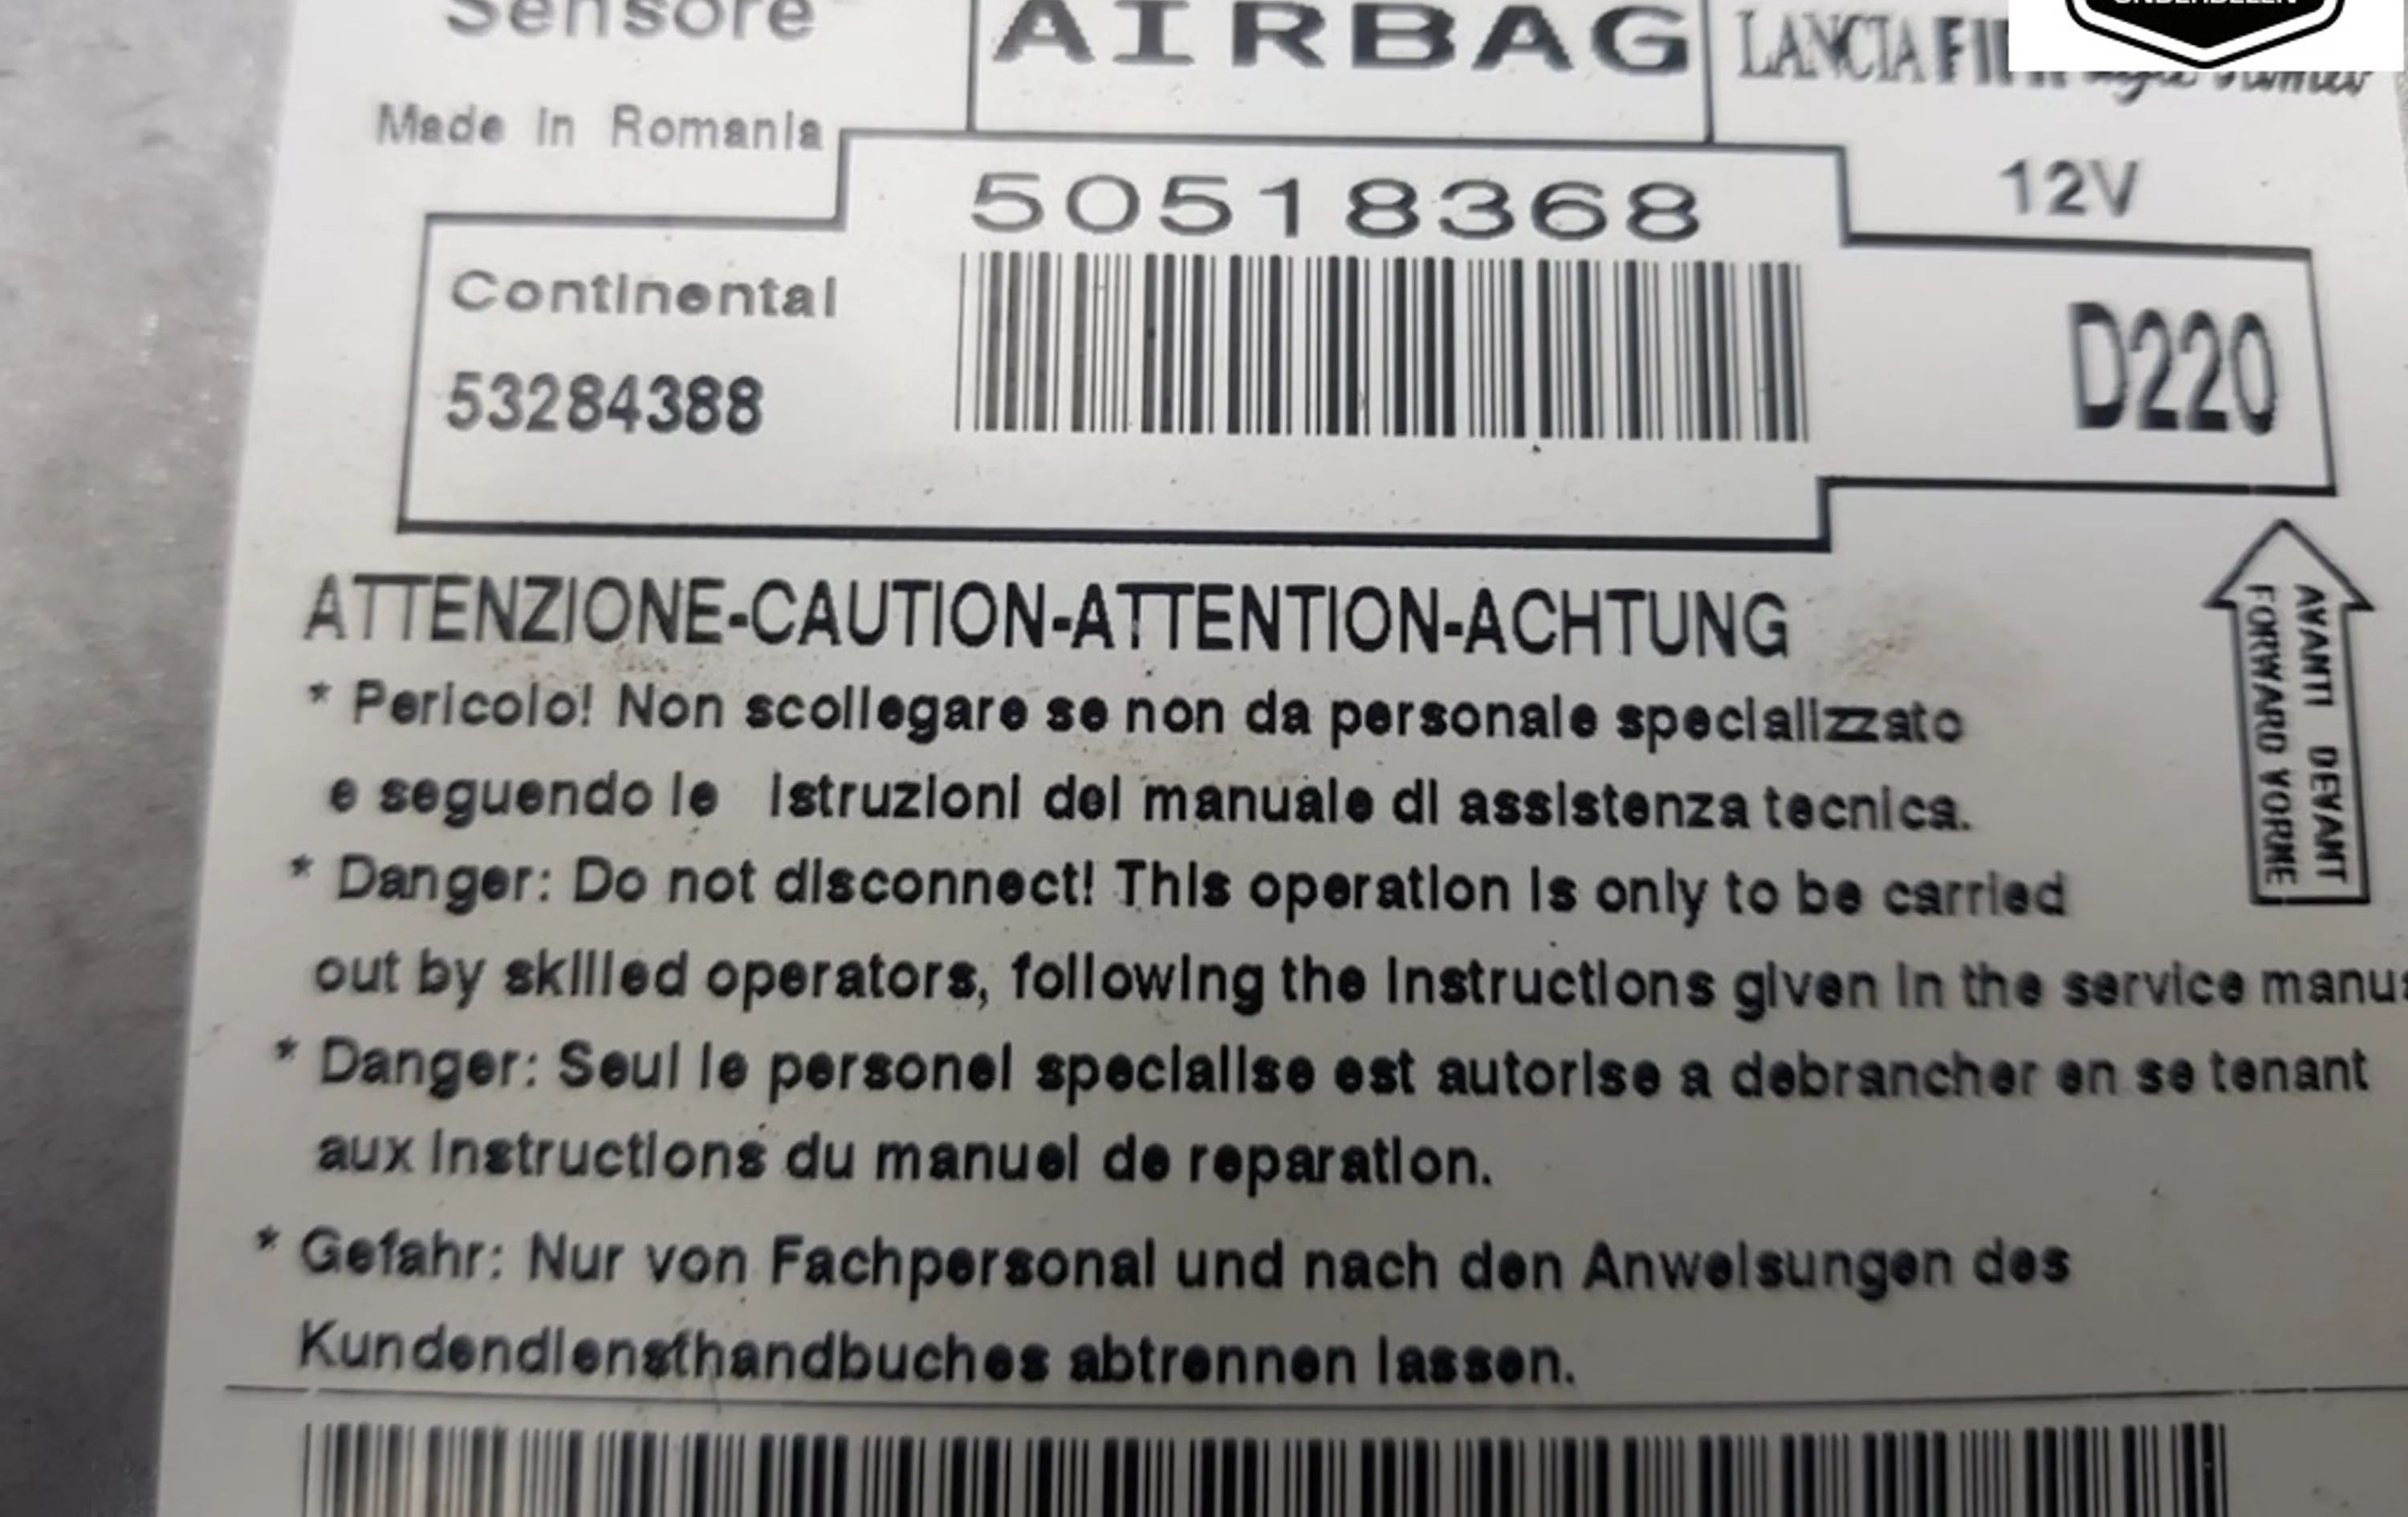 Sensore
AIRBAG
LANCIA
Made in Romania
12V
50518368
Continental
53284388
D220
AVANTI DEVANT
FORWARD VORNE
ATTENZIONE-CAUTION-ATTENTION-ACHTUNG
* Pericolo! Non scollegare se non da personale specializzato
e seguendo le istruzioni del manuale di assistenza tecnica.
* Danger: Do not disconnect! This operation is only to be carried
out by skilled operators, following the instructions given in the service
* Danger: Seul le personel specialise est autorise a debrancher en se tenant
aux instructions du manuel de reparation.
* Gefahr: Nur von Fachpersonal und nach den Anweisungen des
Kundendiensthandbuches abtrennen lassen.